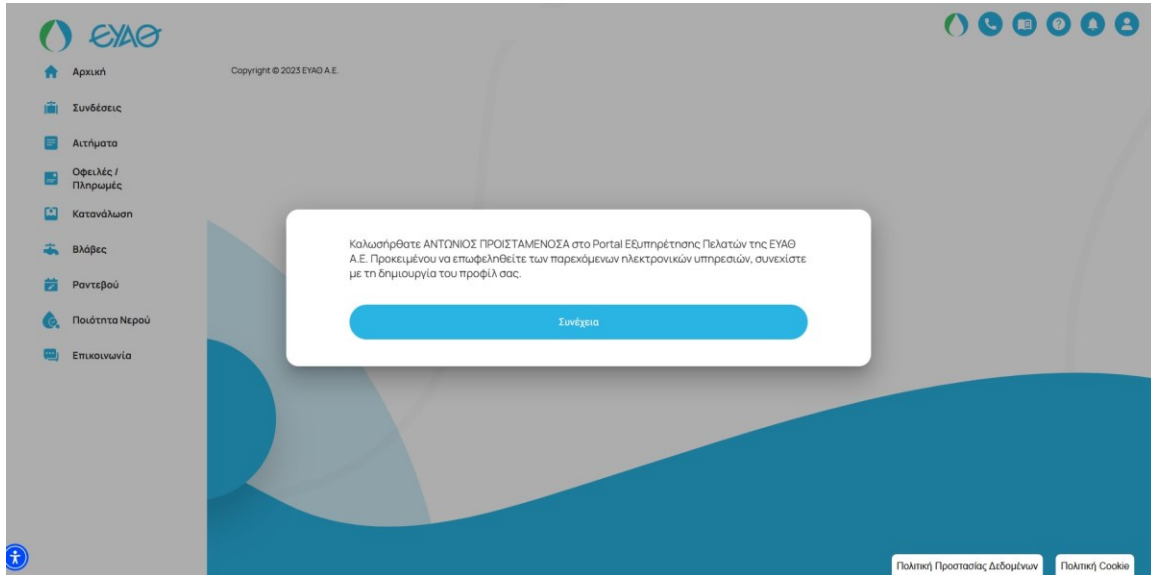 ΕΥΑΘ
Αρχική
Συνδέσεις
Αιτήματα
Οφειλές /
Πληρωμές
Κατανάλωση
Βλάβες
Ραντεβού
Ποιότητα Νερού
Επικοινωνία
Copyright © 2023 ΕΥΑΘ Α.Ε.
Καλωσήρθατε ΑΝΤΩΝΙΟΣ ΠΡΟΙΣΤΑΜΕΝΟΣΑ στο Portal Εξυπηρέτησης Πελατών της ΕΥΑΘ
Α.Ε. Προκειμένου να επωφεληθείτε των παρεχόμενων ηλεκτρονικών υπηρεσιών, συνεχίστε
με τη δημιουργία του προφίλ σας.
Συνέχεια
Πολιτική Προστασίας Δεδομένων
Πολιτική Cookie